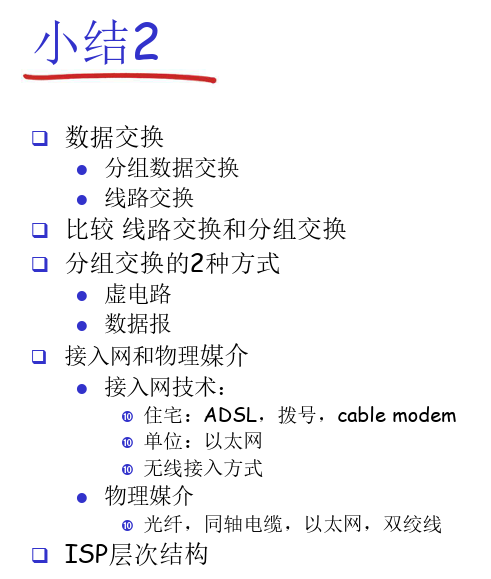 小结2
数据交换
分组数据交换
线路交换
比较 线路交换和分组交换
分组交换的2种方式
虚电路
数据报
接入网和物理媒介
接入网技术：
住宅：ADSL，拨号，cable modem
单位：以太网
无线接入方式
物理媒介
光纤，同轴电缆，以太网，双绞线
ISP层次结构